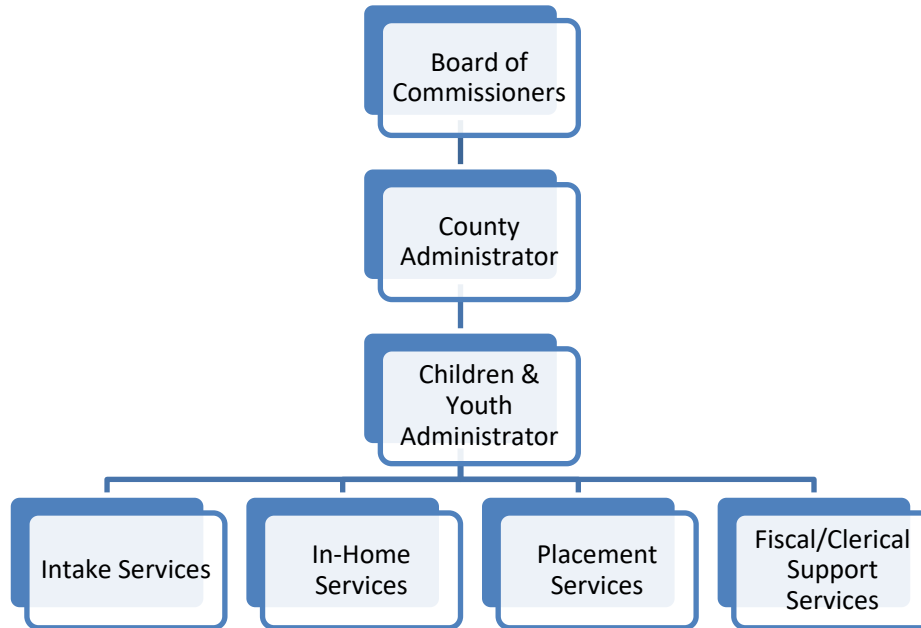 Board of
Commissioners
County
Administrator
Children &
Youth
Administrator
Intake Services
In-Home
Services
Placement
Services
Fiscal/Clerical
Support
Services